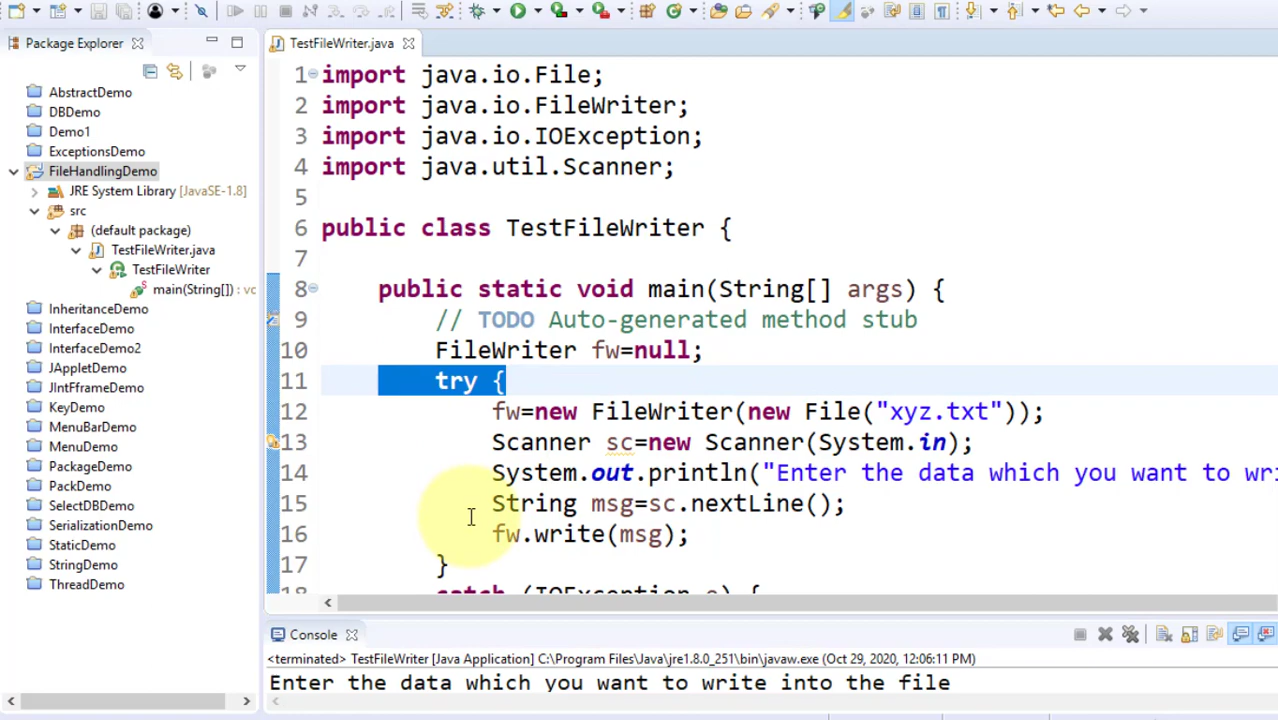 Package Explorer
AbstractDemo
DBDemo
Demo1
ExceptionsDemo
FileHandlingDemo
JRE System Library [JavaSE-1.8]
src
(default package)
TestFileWriter.java
TestFileWriter
main(String[]) : vc
InheritanceDemo
InterfaceDemo
InterfaceDemo2
JAppletDemo
JIntFframeDemo
KeyDemo
MenuBarDemo
MenuDemo
PackageDemo
PackDemo
SelectDBDemo
SerializationDemo
StaticDemo
StringDemo
ThreadDemo
TestFileWriter.java
1 import java.io.File;
2 import java.io.FileWriter;
3 import java.io.IOException;
4 import java.util.Scanner;
5
6 public class TestFileWriter {
7
8 public static void main(String[] args) {
9 // TODO Auto-generated method stub
10 FileWriter fw=null;
11 try {
12 fw=new FileWriter(new File("xyz.txt"));
13 Scanner sc=new Scanner(System.in);
14 System.out.println("Enter the data which you want to wri
15 String msg=sc.nextLine();
16 fw.write(msg);
17 }
18 catch (IOException e) {
Console
<terminated> TestFileWriter [Java Application] C:\Program Files\Java\jre1.8.0_251\bin\javaw.exe (Oct 29, 2020, 12:06:11 PM)
Enter the data which you want to write into the file